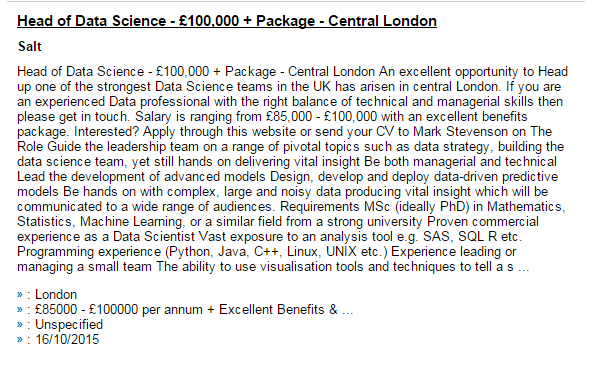 Head of Data Science - £100,000 + Package - Central London
Salt
Head of Data Science - £100,000 + Package - Central London An excellent opportunity to Head
up one of the strongest Data Science teams in the UK has arisen in central London. If you are
an experienced Data professional with the right balance of technical and managerial skills then
please get in touch. Salary is ranging from £85,000 - £100,000 with an excellent benefits
package. Interested? Apply through this website or send your CV to Mark Stevenson on The
Role Guide the leadership team on a range of pivotal topics such as data strategy, building the
data science team, yet still hands on delivering vital insight Be both managerial and technical
Lead the development of advanced models Design, develop and deploy data-driven predictive
models Be hands on with complex, large and noisy data producing vital insight which will be
communicated to a wide range of audiences. Requirements MSc (ideally PhD) in Mathematics,
Statistics, Machine Learning, or a similar field from a strong university Proven commercial
experience as a Data Scientist Vast exposure to an analysis tool e.g. SAS, SQL R etc.
Programming experience (Python, Java, C++, Linux, UNIX etc.) Experience leading or
managing a small team The ability to use visualisation tools and techniques to tell a s ...
» : London
» : £85000 - £100000 per annum + Excellent Benefits & ...
» : Unspecified
» : 16/10/2015